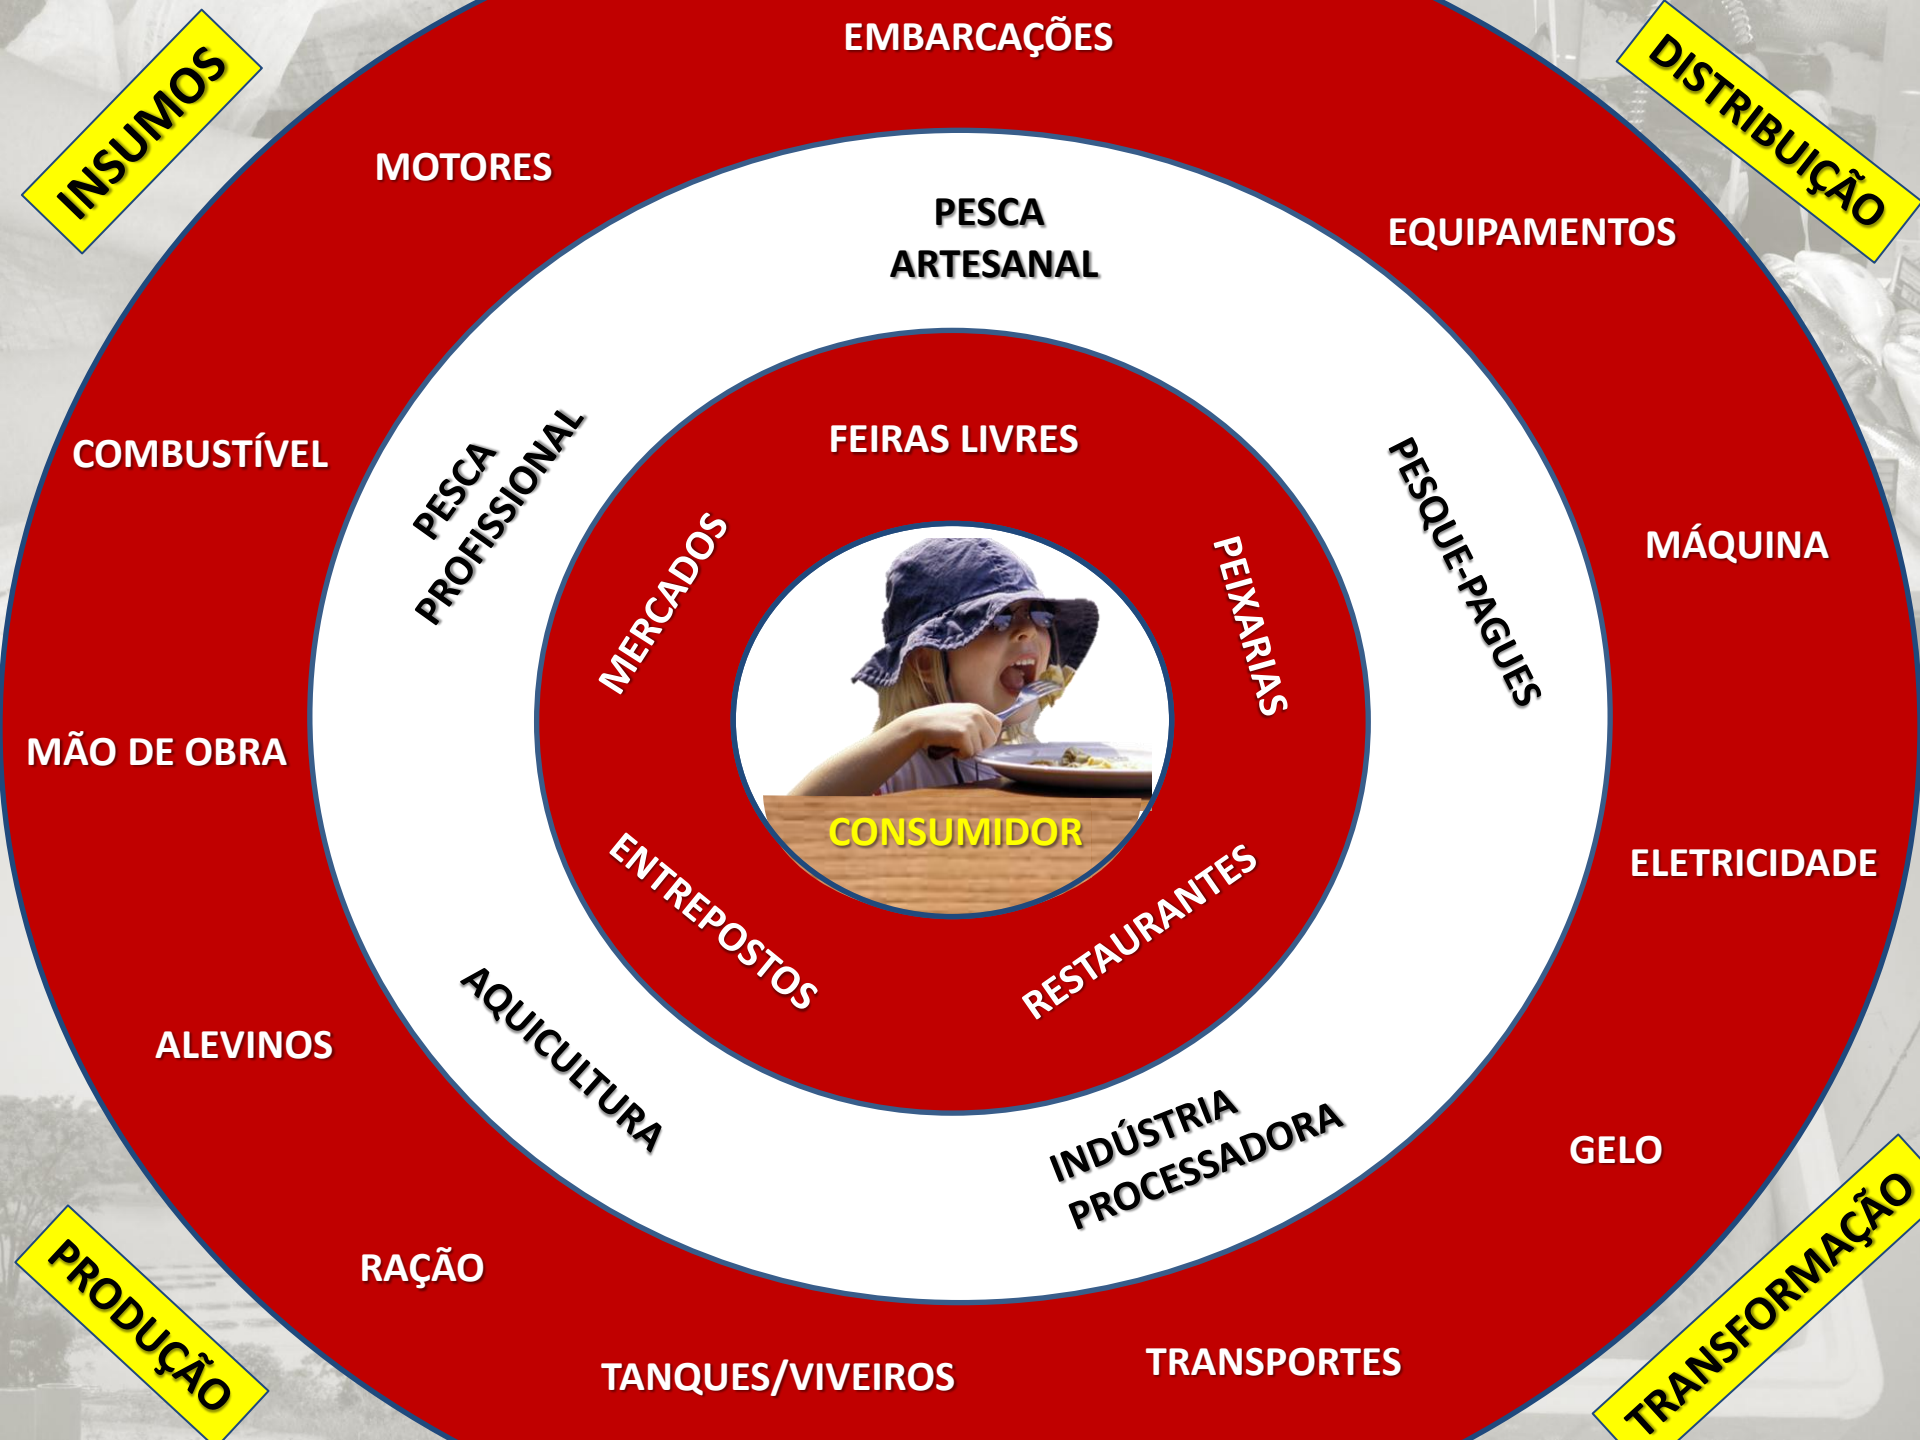 EMBARCAÇÕES
INSUMOS
DISTRIBUIÇÃO
MOTORES
EQUIPAMENTOS
PESCA
ARTESANAL
COMBUSTÍVEL
PESCA
PROFISSIONAL
FEIRAS LIVRES
PESQUE-PAGUES
MÁQUINA
MERCADOS
PEIXARIAS
MÃO DE OBRA
CONSUMIDOR
ELETRICIDADE
ENTREPOSTOS
RESTAURANTES
ALEVINOS
AQUICULTURA
INDÚSTRIA
PROCESSADORA
GELO
RAÇÃO
PRODUÇÃO
TRANSFORMAÇÃO
TANQUES/VIVEIROS
TRANSPORTES